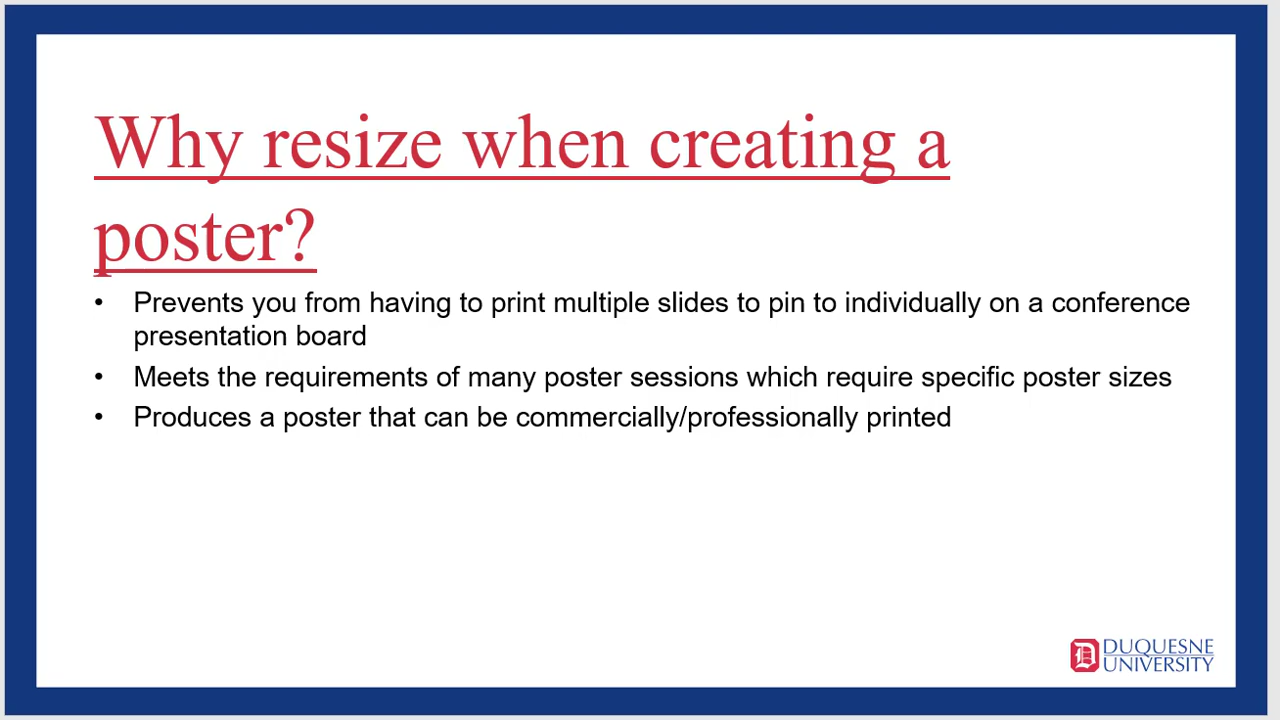 Why resize when creating a
poster?
• Prevents you from having to print multiple slides to pin to individually on a conference
presentation board
• Meets the requirements of many poster sessions which require specific poster sizes
• Produces a poster that can be commercially/professionally printed
D DUQUESNE
UNIVERSITY